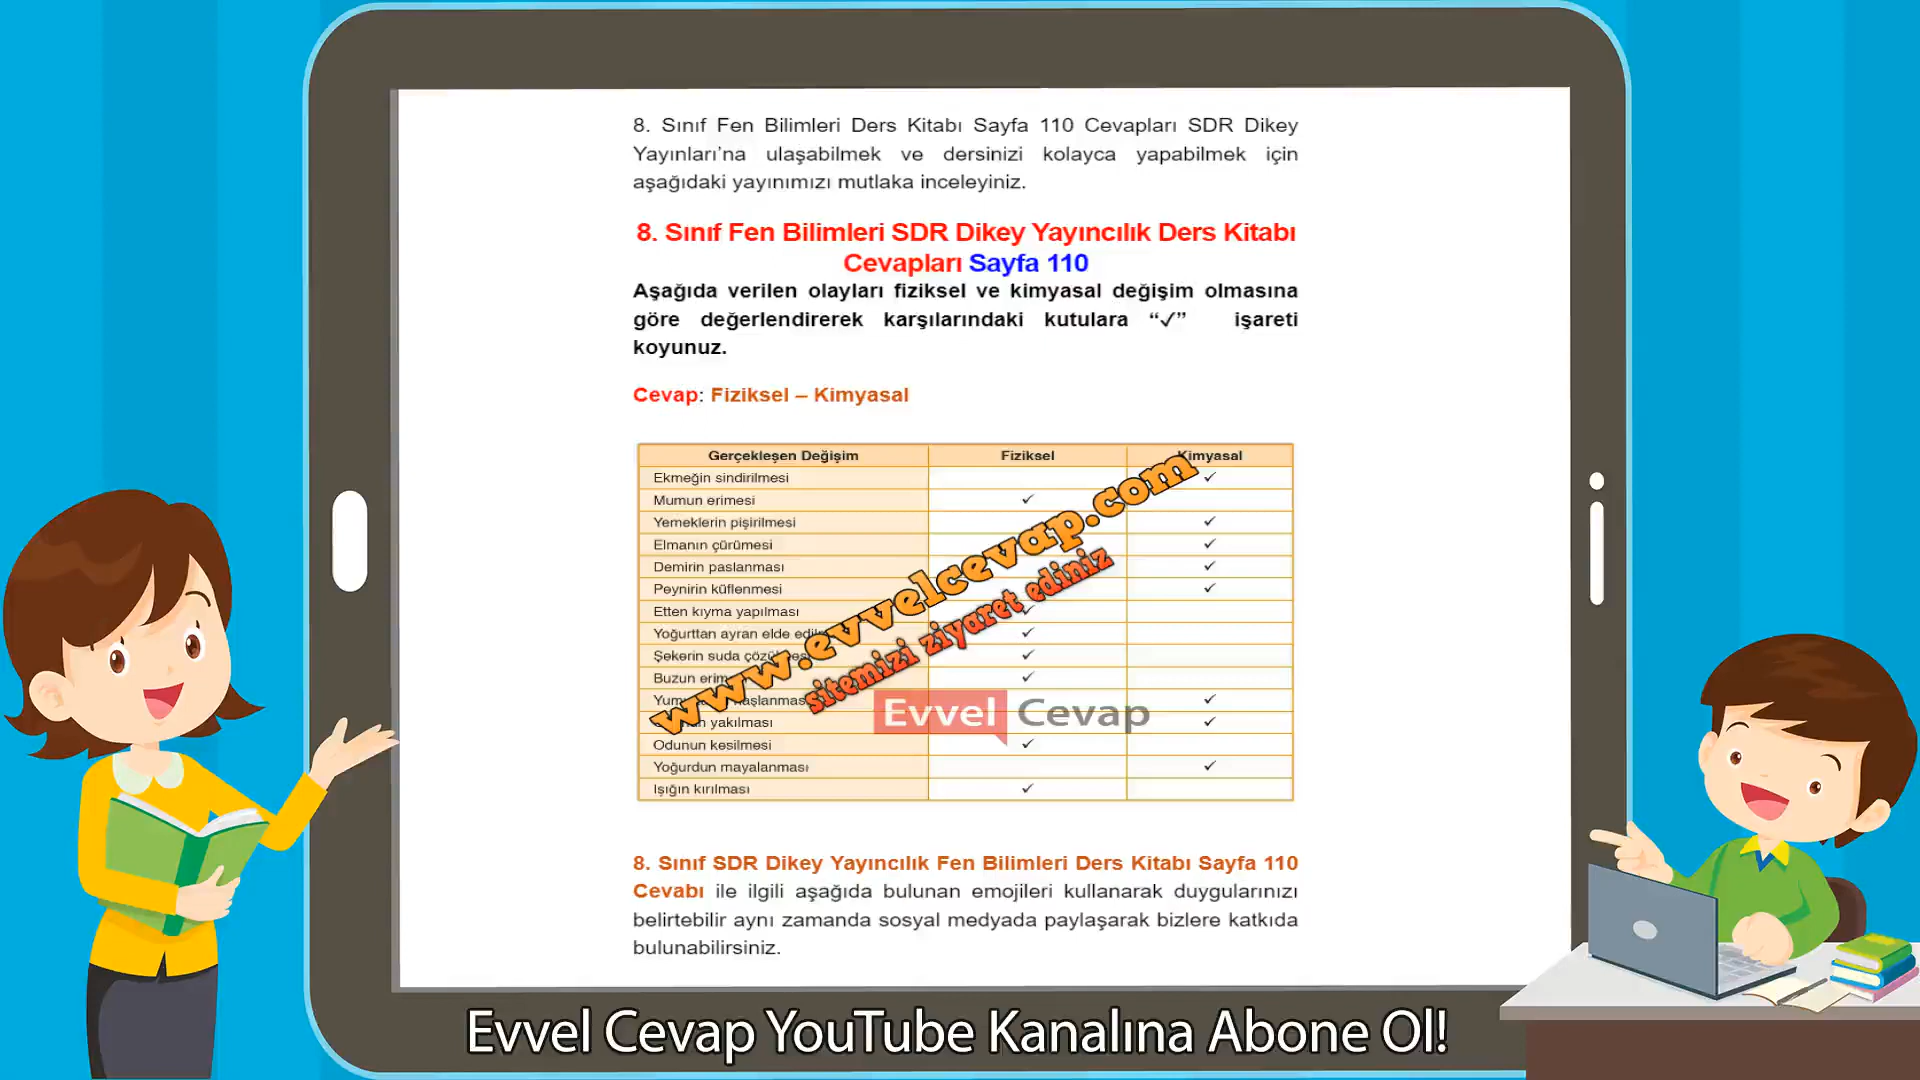 8. Sınıf Fen Bilimleri Ders Kitabı Sayfa 110 Cevapları SDR Dikey
Yayınları’na ulaşabilmek ve dersinizi kolayca yapabilmek için
aşağıdaki yayınımızı mutlaka inceleyiniz.
8. Sınıf Fen Bilimleri SDR Dikey Yayıncılık Ders Kitabı
Cevapları Sayfa 110
Aşağıda verilen olayları fiziksel ve kimyasal değişim olmasına
göre değerlendirerek karşılarındaki kutulara “✓” işareti
koyunuz.
Cevap: Fiziksel – Kimyasal
Gerçekleşen Değişim Fiziksel Kimyasal
Ekmeğin sindirilmesi ✓
Mumun erimesi ✓
Yemeklerin pişirilmesi ✓
Elmanın çürümesi ✓
Demirin paslanması ✓
Peynirin küflenmesi ✓
Etten kıyma yapılması ✓
Yoğurttan ayran elde ✓
Şekerin suda ✓
Buzun ✓
✓
yakılması ✓
Odunun kesilmesi ✓
Yoğurdun mayalanması ✓
Işığın kırılması ✓
www.evvelcevap.com
sitemizi ziyaret ediniz
Evvel Cevap
8. Sınıf SDR Dikey Yayıncılık Fen Bilimleri Ders Kitabı Sayfa 110
Cevabı ile ilgili aşağıda bulunan emojileri kullanarak duygularınızı
belirtebilir aynı zamanda sosyal medyada paylaşarak bizlere katkıda
bulunabilirsiniz.
Evvel Cevap YouTube Kanalına Abone Ol!